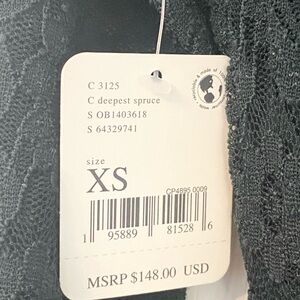 C 3125
C deepest spruce
S OB1403618
S 64329741
size
XS
CP4895 0009
1 95889 81528 6
MSRP $148.00 USD